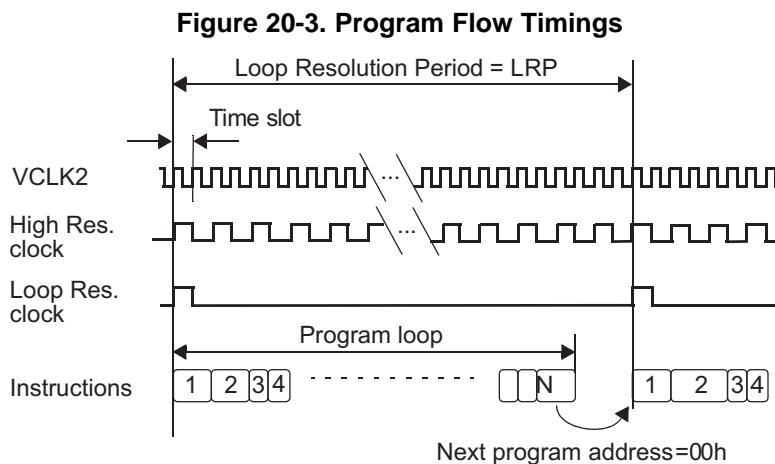 Figure 20-3. Program Flow Timings
Loop Resolution Period = LRP
Time slot
VCLK2
...
High Res.
clock
...
Loop Res.
clock
Program loop
Instructions
1 2 3 4
N
1 2 3 4
Next program address=00h